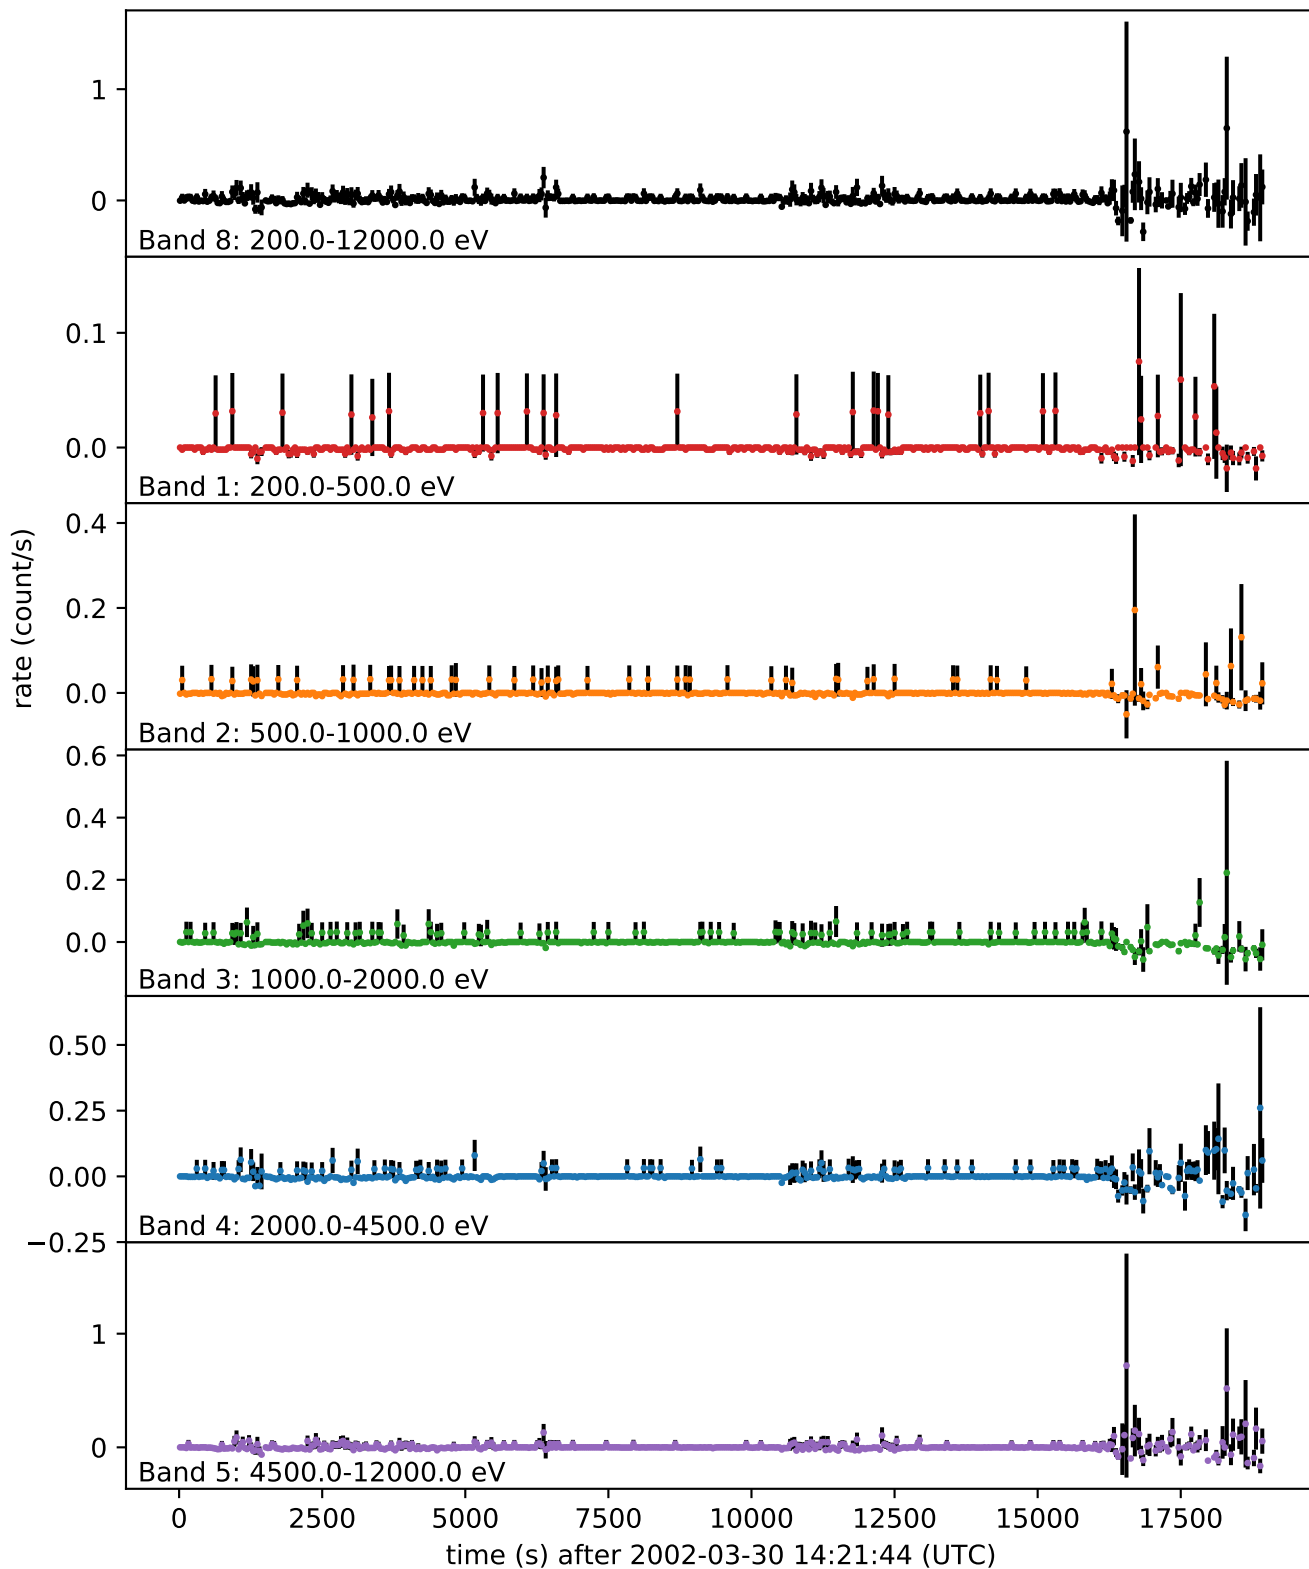 1
0
Band 8: 200.0-12000.0 eV
0.1
0.0
Band 1: 200.0-500.0 eV
0.4
0.2
0.0
Band 2: 500.0-1000.0 eV
0.6
0.4
0.2
0.0
Band 3: 1000.0-2000.0 eV
0.50
0.25
0.00
−0.25
Band 4: 2000.0-4500.0 eV
1
0
Band 5: 4500.0-12000.0 eV
rate (count/s)
0 2500 5000 7500 10000 12500 15000 17500
time (s) after 2002-03-30 14:21:44 (UTC)